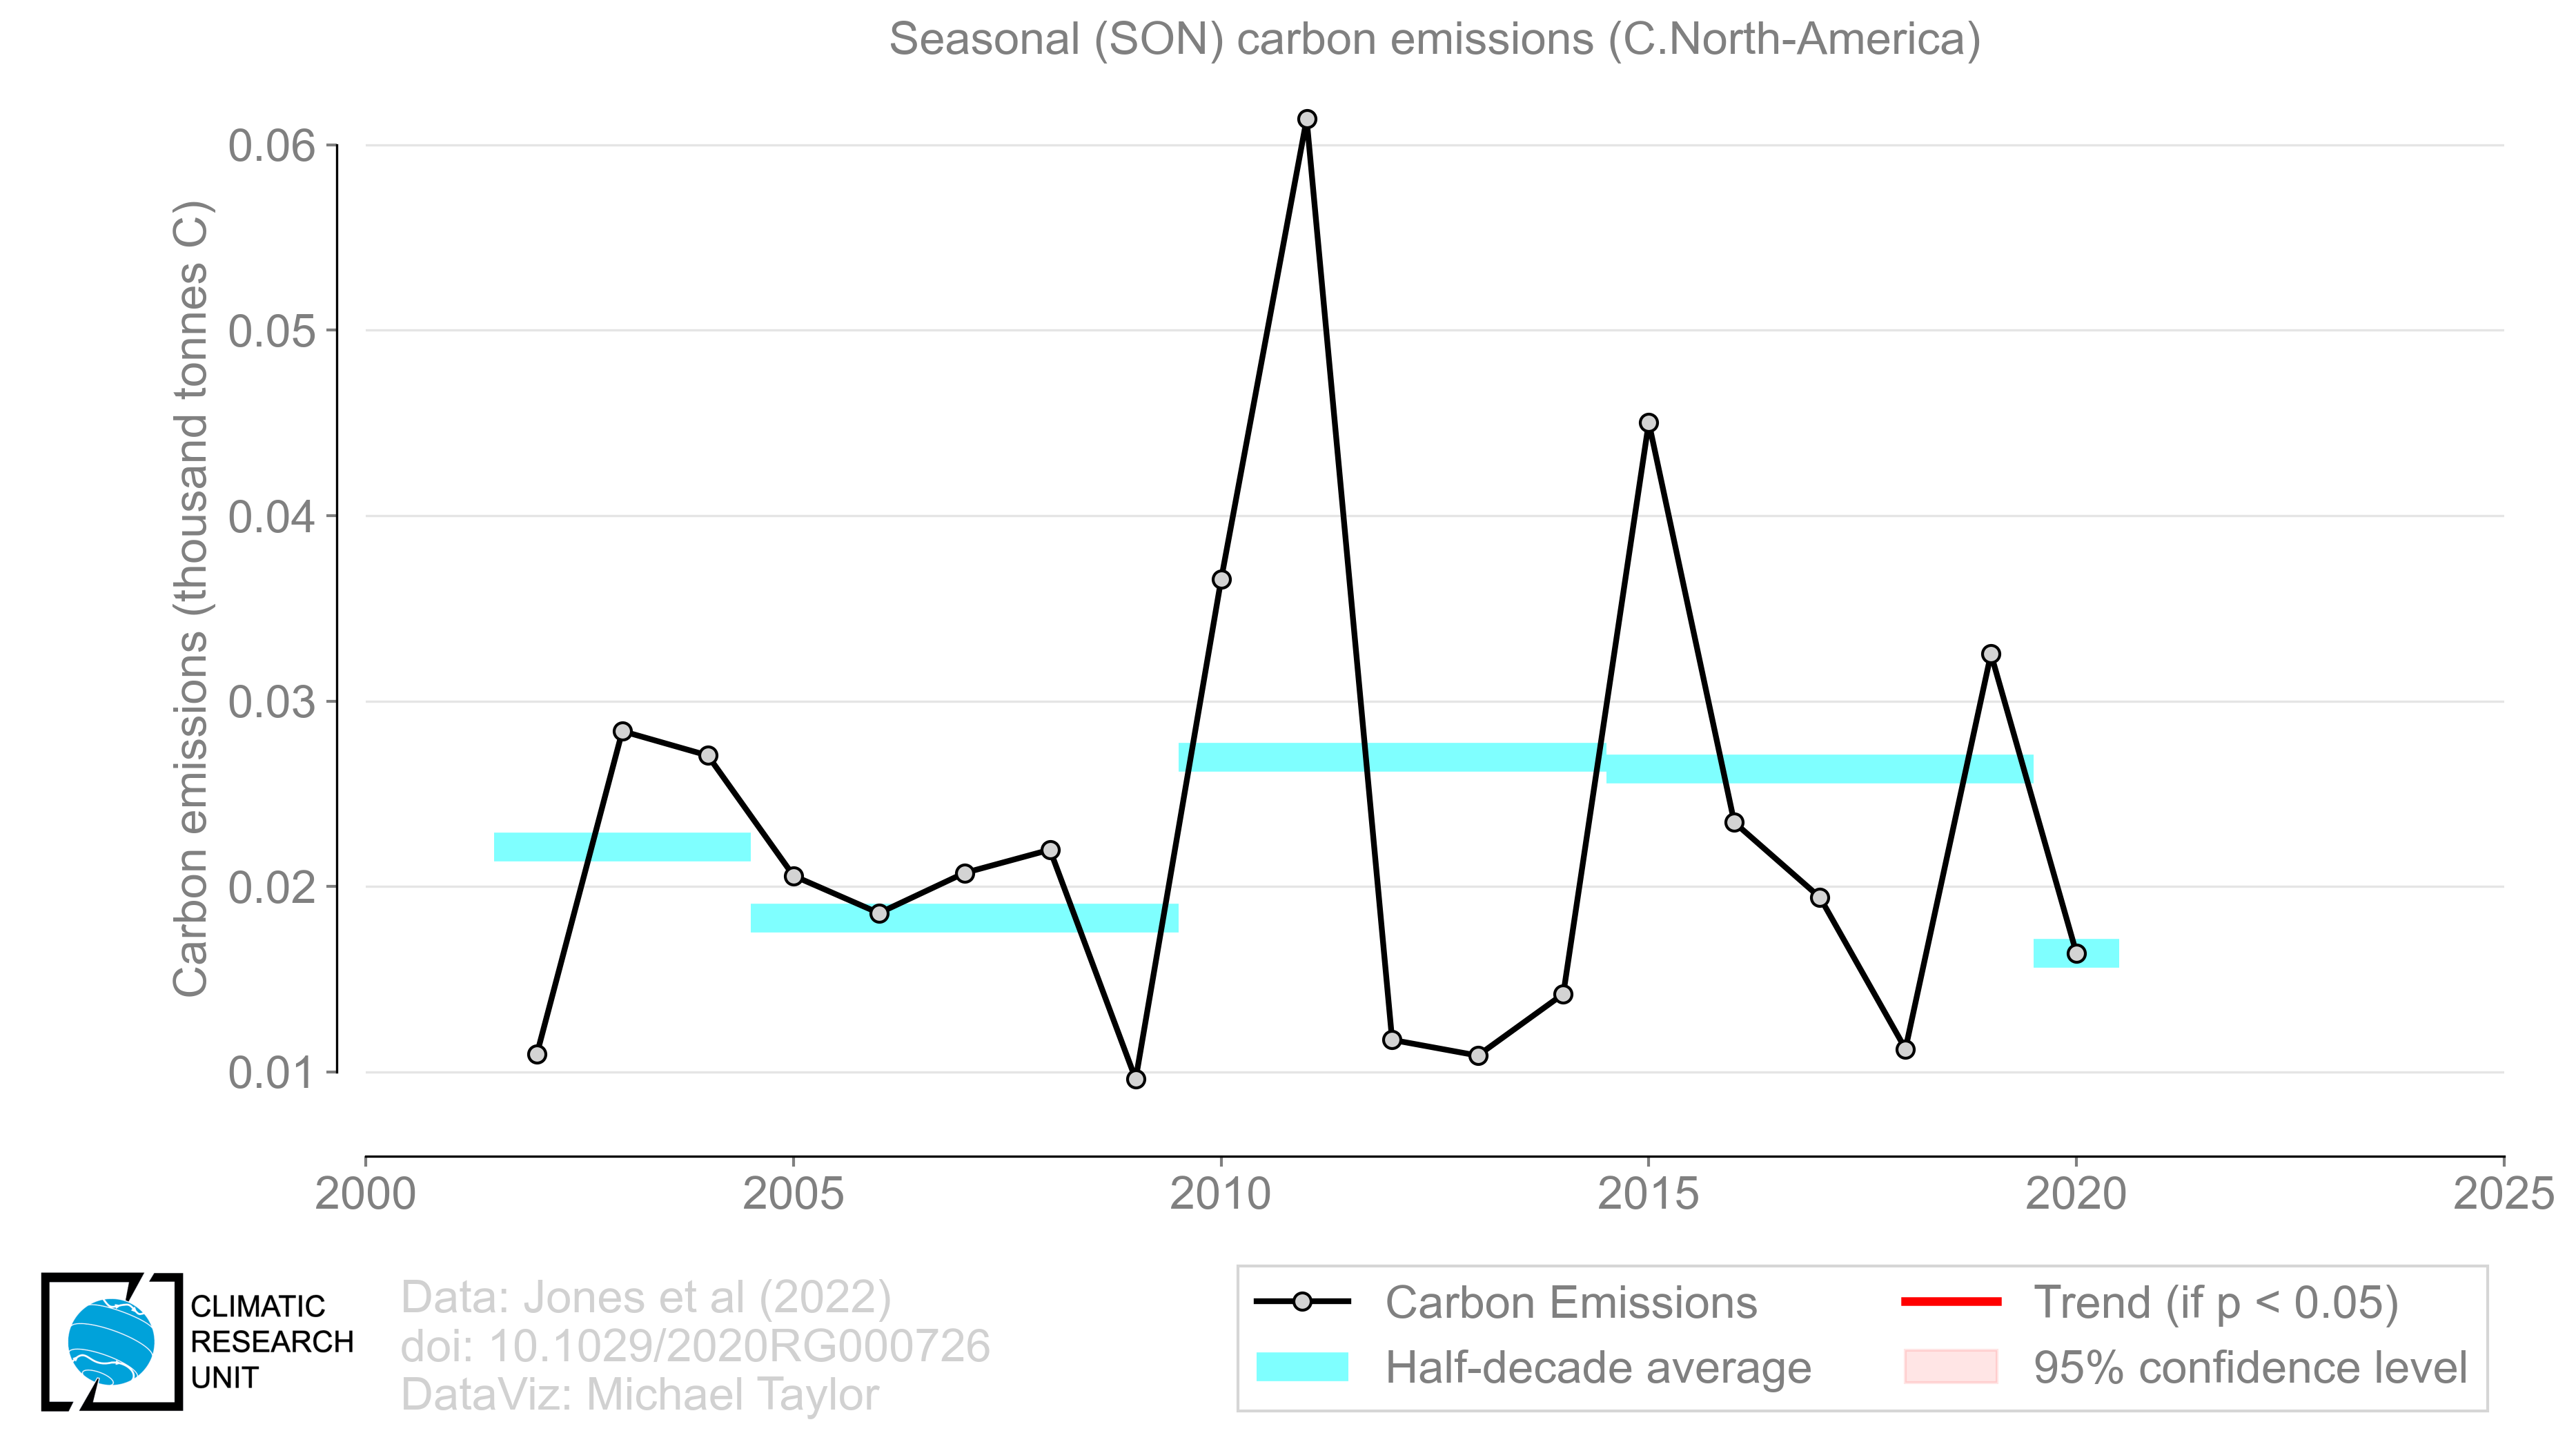 Seasonal (SON) carbon emissions (C.North-America)
Carbon emissions (thousand tonnes C)
0.06
0.05
0.04
0.03
0.02
0.01
2000 2005 2010 2015 2020 2025
CLIMATIC
RESEARCH
UNIT
Data: Jones et al (2022)
doi: 10.1029/2020RG000726
DataViz: Michael Taylor
Carbon Emissions
Half-decade average
Trend (if p < 0.05)
95% confidence level